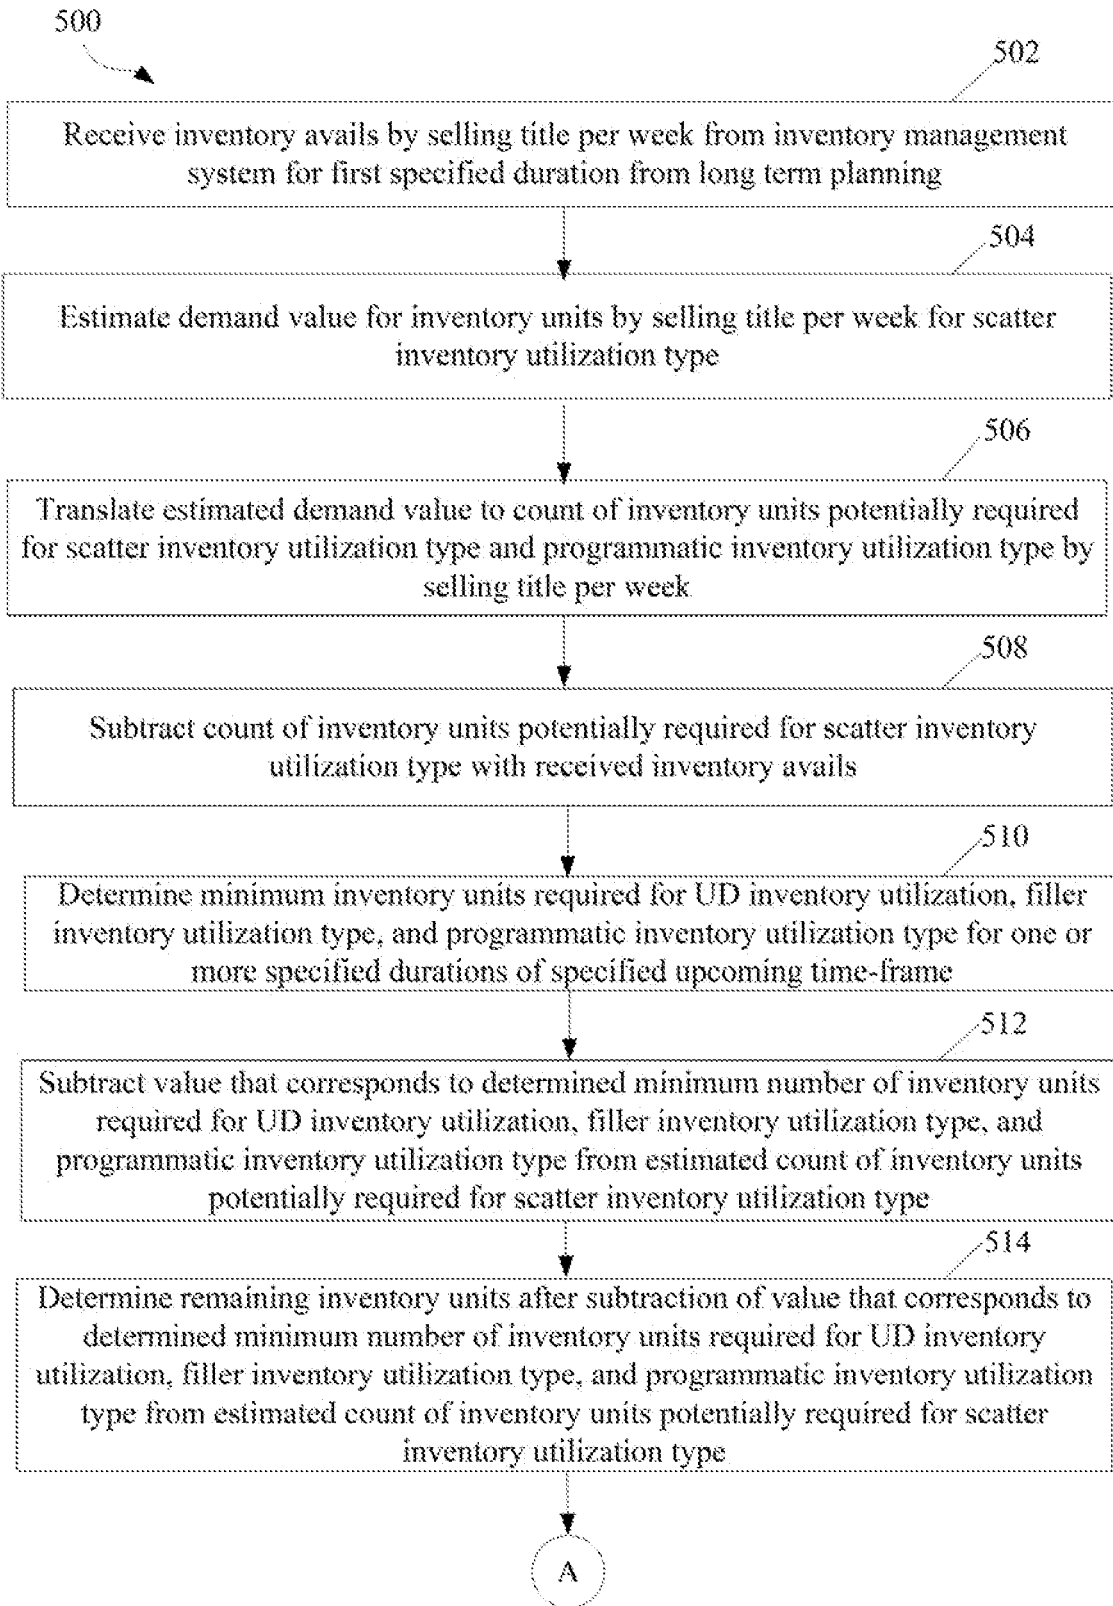 500
502
Receive inventory avails by selling title per week from inventory management
system for first specified duration from long term planning
504
Estimate demand value for inventory units by selling title per week for scatter
inventory utilization type
506
Translate estimated demand value to count of inventory units potentially required
for scatter inventory utilization type and programmatic inventory utilization type by
selling title per week
508
Subtract count of inventory units potentially required for scatter inventory
utilization type with received inventory avails
510
Determine minimum inventory units required for UD inventory utilization, filler
inventory utilization type, and programmatic inventory utilization type for one or
more specified durations of specified upcoming time-frame
512
Subtract value that corresponds to determined minimum number of inventory units
required for UD inventory utilization, filler inventory utilization type, and
programmatic inventory utilization type from estimated count of inventory units
potentially required for scatter inventory utilization type
514
Determine remaining inventory units after subtraction of value that corresponds to
determined minimum number of inventory units required for UD inventory
utilization, filler inventory utilization type, and programmatic inventory utilization
type from estimated count of inventory units potentially required for scatter
inventory utilization type
A